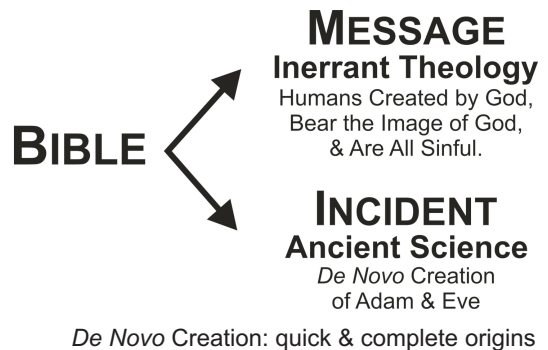 MESSAGE
Inerrant Theology
Humans Created by God,
Bear the Image of God,
& Are All Sinful.
BIBLE
INCIDENT
Ancient Science
De Novo Creation
of Adam & Eve
De Novo Creation: quick & complete origins